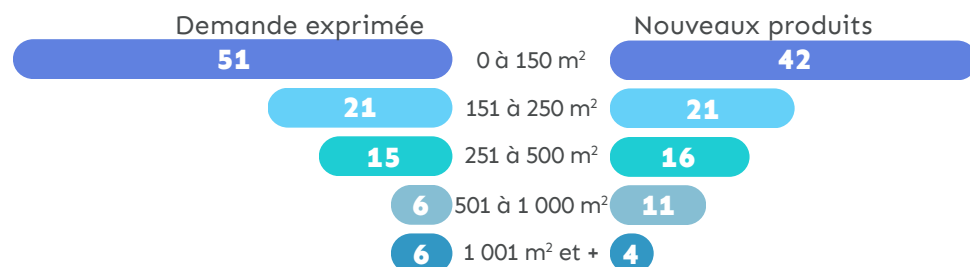 Demande exprimée Nouveaux produits
51 0 à 150 m² 42
21 151 à 250 m² 21
15 251 à 500 m² 16
6 501 à 1 000 m² 11
6 1 001 m² et + 4